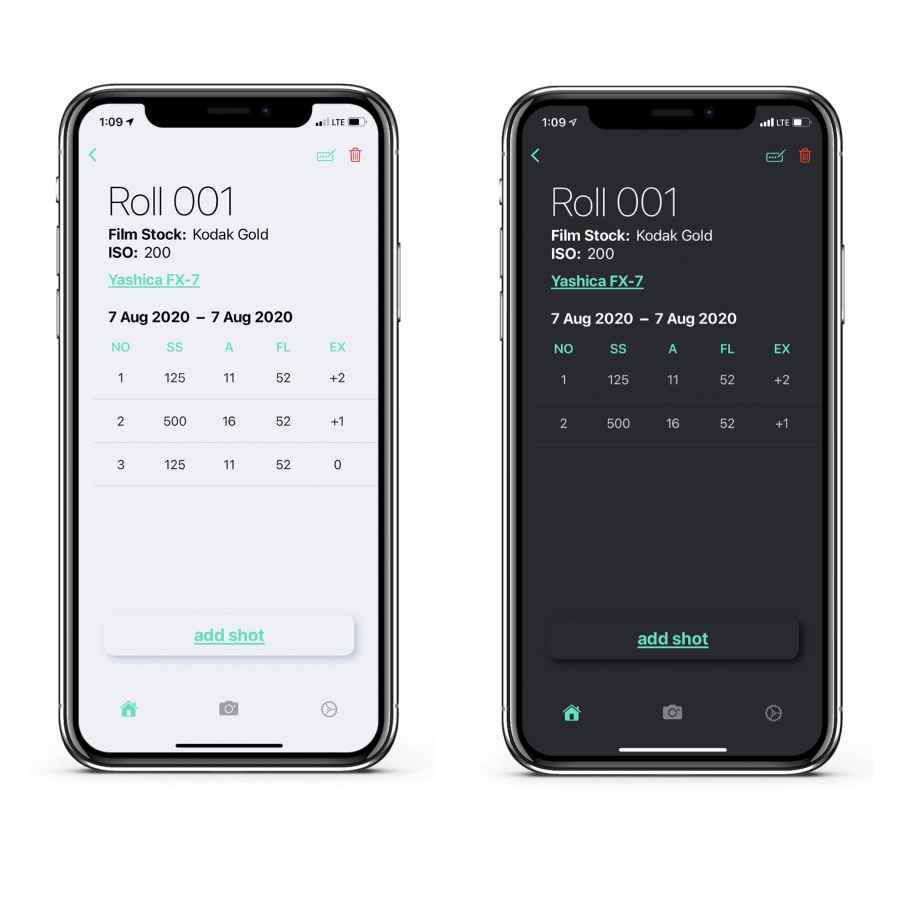 1:09 LTE
Roll 001
Film Stock: Kodak Gold
ISO: 200
Yashica FX-7
7 Aug 2020 – 7 Aug 2020
NO SS A FL EX
1 125 11 52 +2
2 500 16 52 +1
3 125 11 52 0
add shot
1:09 LTE
Roll 001
Film Stock: Kodak Gold
ISO: 200
Yashica FX-7
7 Aug 2020 – 7 Aug 2020
NO SS A FL EX
1 125 11 52 +2
2 500 16 52 +1
add shot